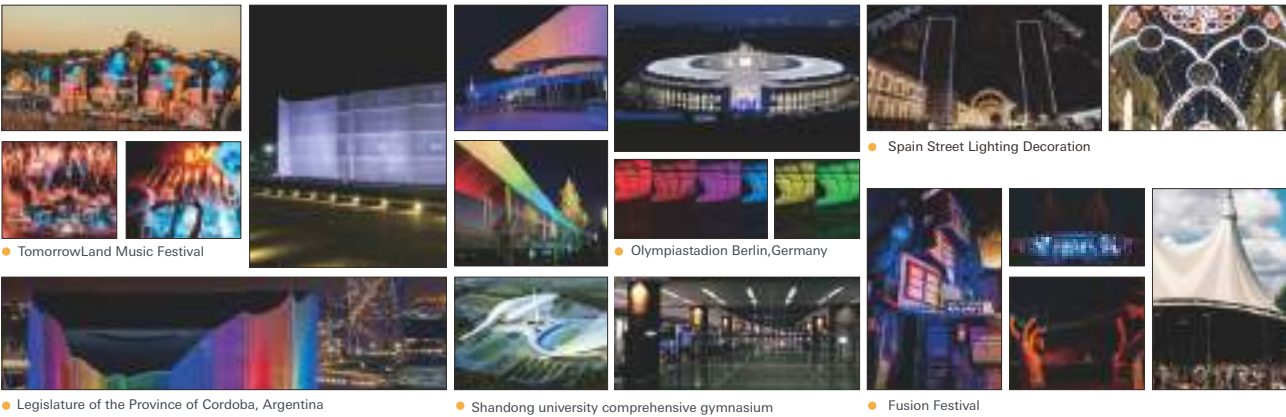 Spain Street Lighting Decoration
TomorrowLand Music Festival
Olympiastadion Berlin,Germany
Legislature of the Province of Cordoba, Argentina
Shandong university comprehensive gymnasium
Fusion Festival